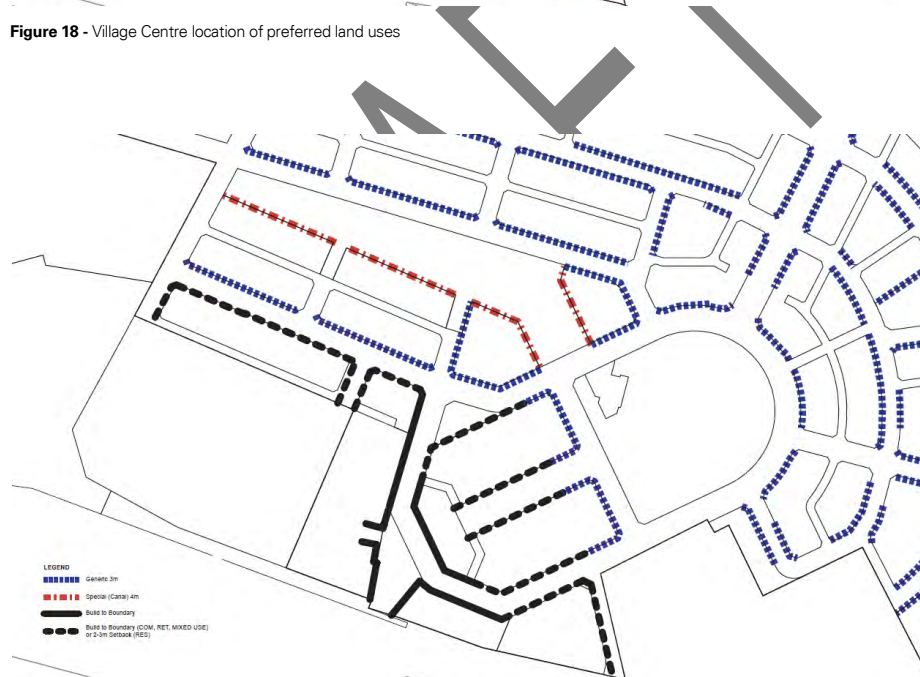 Figure 18 - Village Centre location of preferred land uses
LEGEND
Generic 3m
Special (Canal) 4m
Build to Boundary
Build to Boundary (COM, RET, MIXED USE)
or 2-3m Setback (RES)